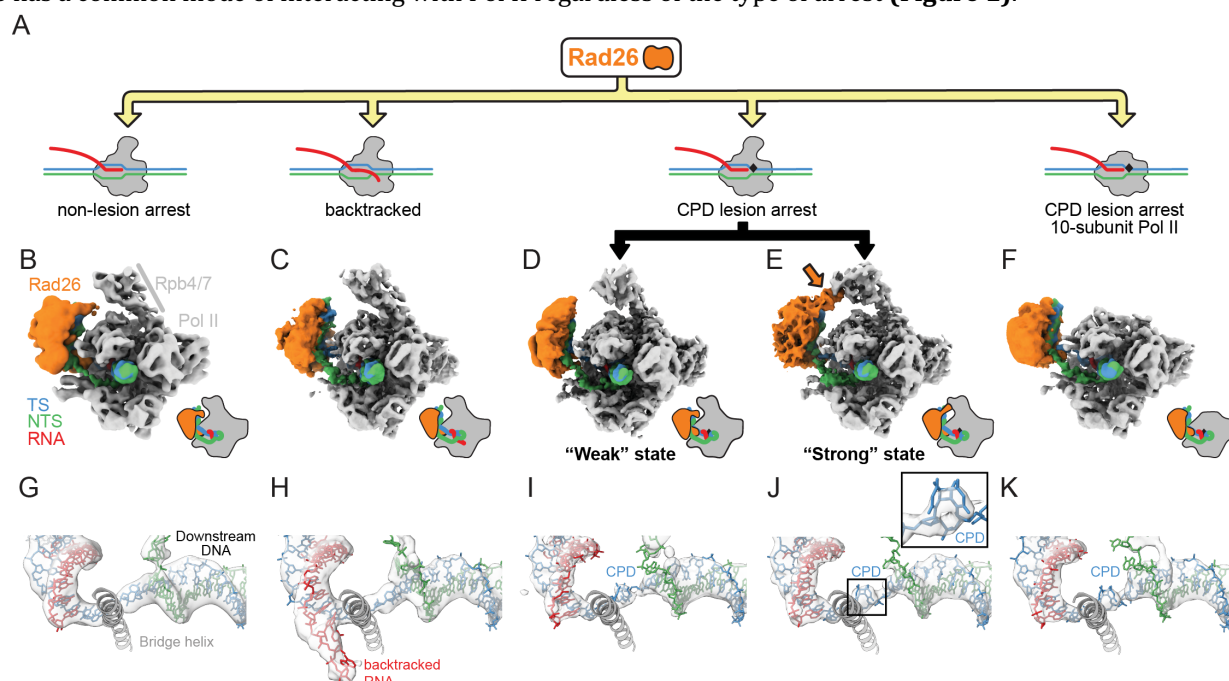 has a common mode of interacting with Pol II regardless of the type of arrest (Figure
A
Rad26
non-lesion arrest
backtracked
CPD lesion arrest
CPD lesion arrest
10-subunit Pol II
B
C
D
E
F
Rad26
Rpb4/7
Pol II
TS
NTS
RNA
“Weak” state
“Strong” state
G
H
I
J
K
Downstream
DNA
Bridge helix
backtracked
RNA
CPD
CPD
CPD
CPD